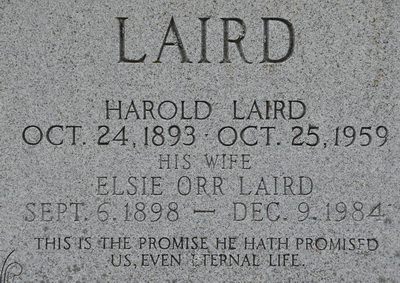 LAIRD
HAROLD LAIRD
OCT. 24, 1893 · OCT. 25, 1959
HIS WIFE
ELSIE ORR LAIRD
SEPT. 6, 1898 — DEC. 9, 1984
THIS IS THE PROMISE HE HATH PROMISED
US, EVEN ETERNAL LIFE.